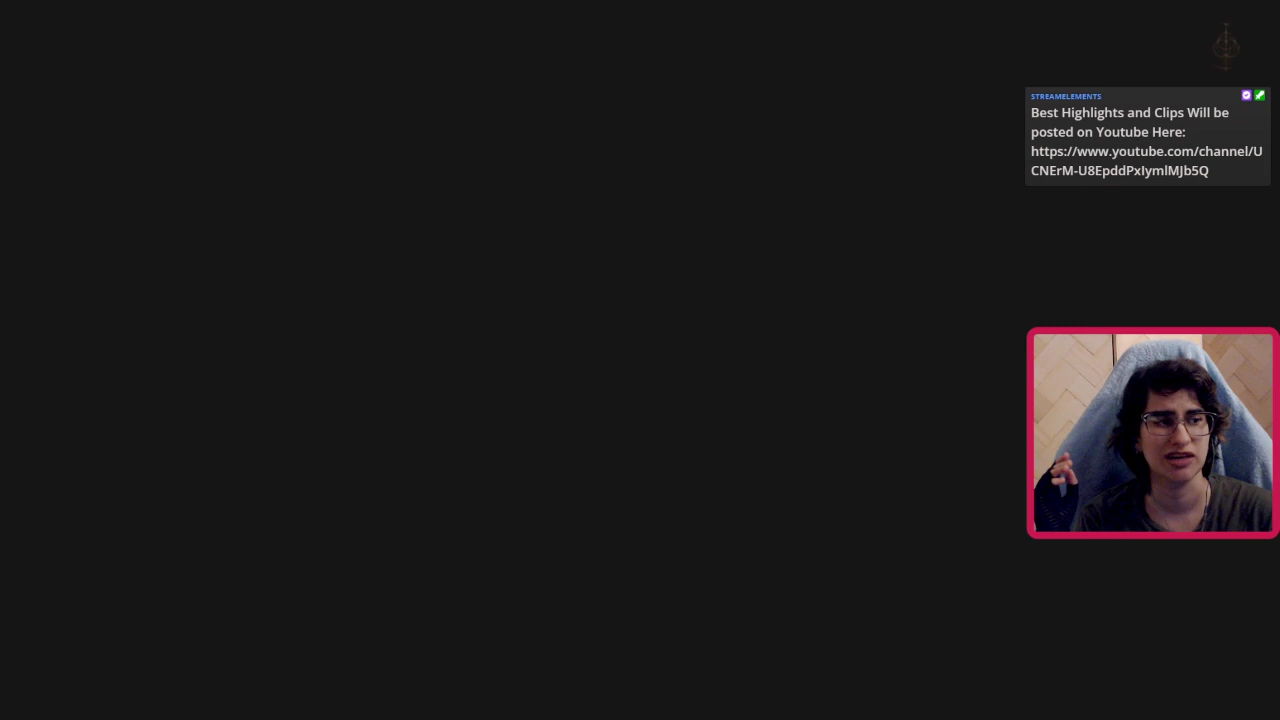 STREAMELEMENTS
Best Highlights and Clips Will be
posted on Youtube Here:
https://www.youtube.com/channel/U
CNErM-U8EpddPxIymlMJb5Q